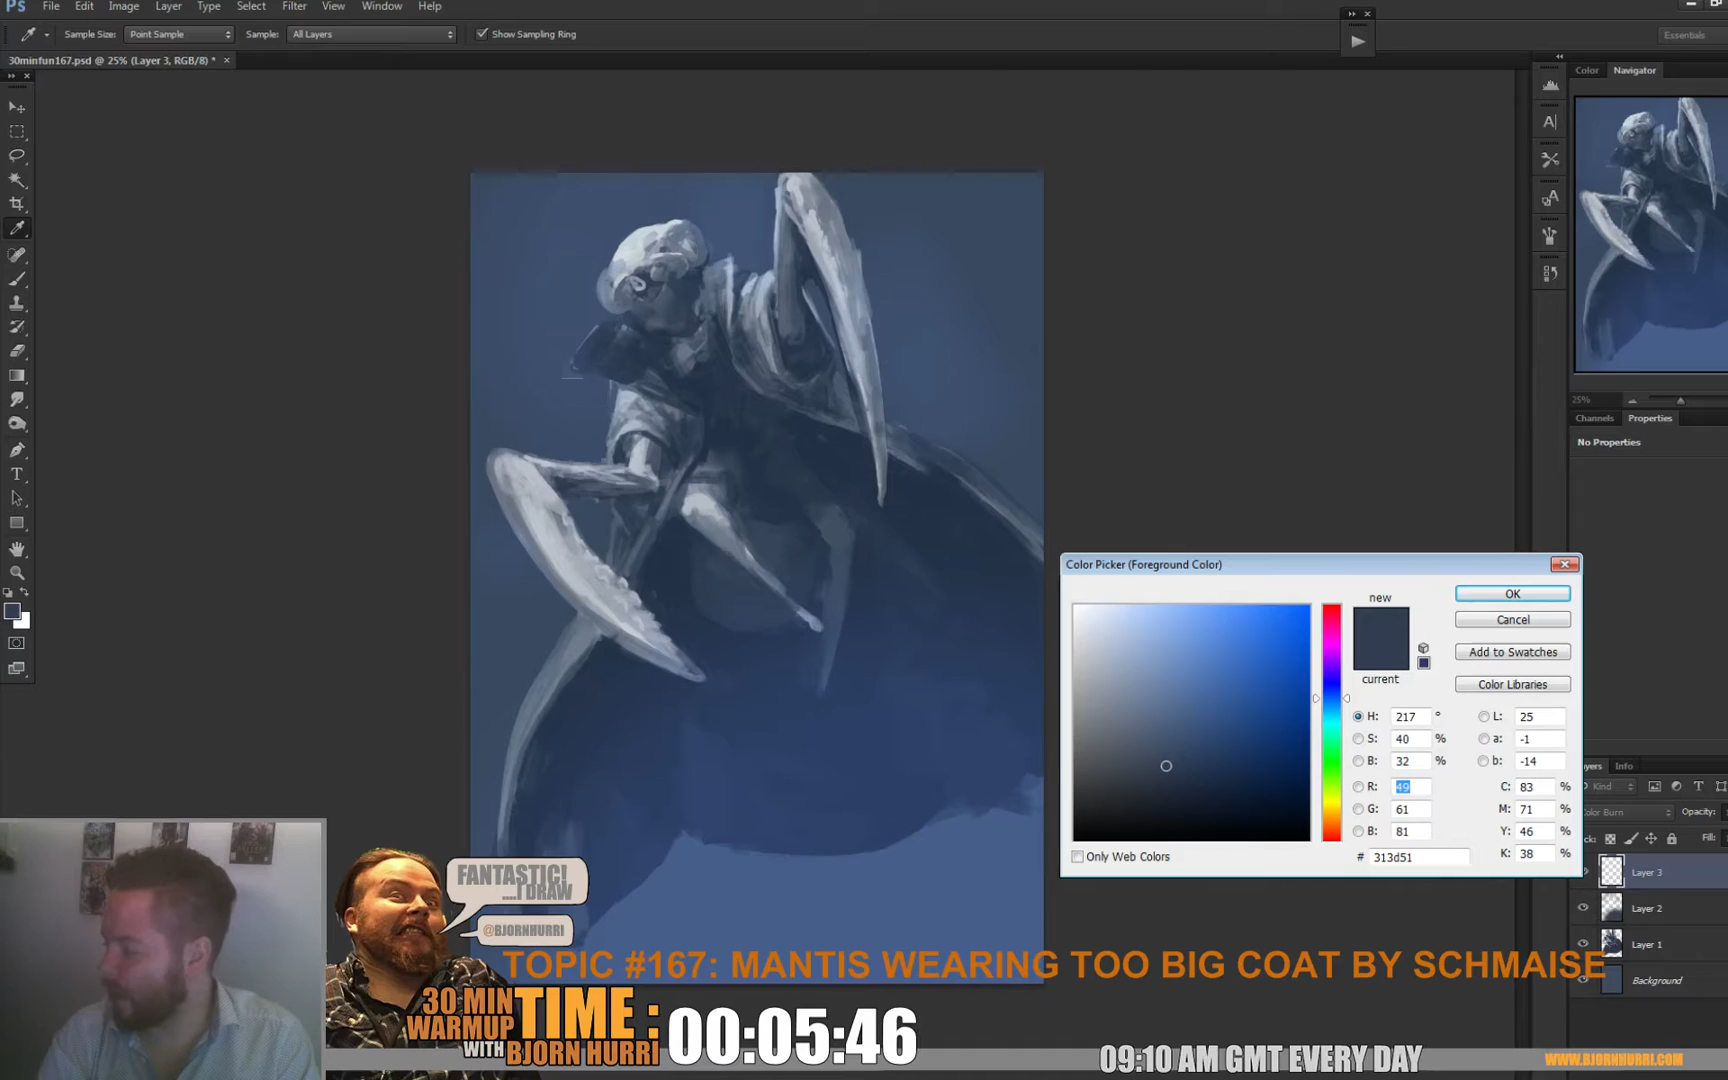 Ps File Edit Image Layer Type Select Filter View Window Help
Sample Size: Point Sample Sample: All Layers Show Sampling Ring Essentials
30minfun167.psd @ 25% (Layer 3, RGB/8) *
Color Navigator
25%
Channels Properties
No Properties
Color Picker (Foreground Color)
new
OK
Cancel
Add to Swatches
current
Color Libraries
H: 217 ° L: 25
S: 40 % a: -1
B: 32 % b: -14
R: 49 C: 83 %
G: 61 M: 71 %
B: 81 Y: 46 %
Only Web Colors # 313d51 K: 38 %
Info
Kind
Color Burn Opacity:
Fill:
Layer 3
Layer 2
Layer 1
Background
FANTASTIC!
....I DRAW
@BJORNHURRI
TOPIC #167: MANTIS WEARING TOO BIG COAT BY SCHMAISE
30 MIN
WARMUP
WITH BJORN HURRI
TIME :
00:05:46
09:10 AM GMT EVERY DAY
WWW.BJORNHURRI.COM